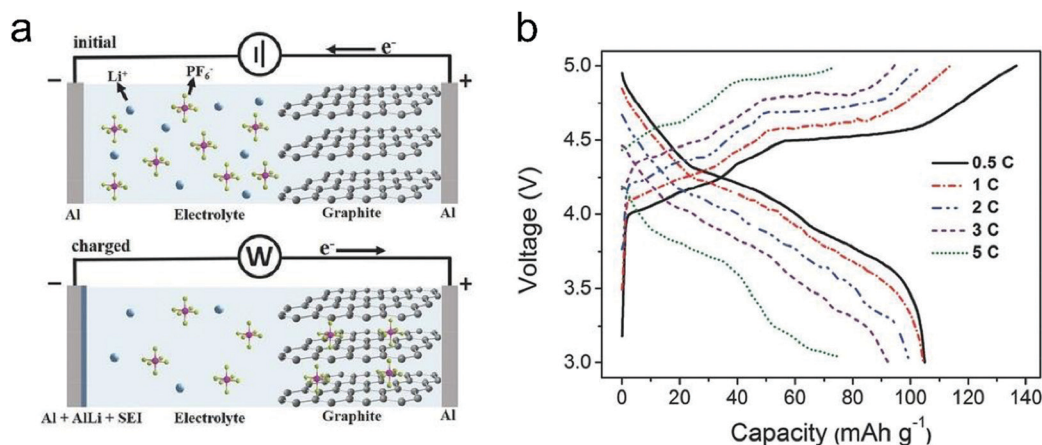 a
initial
e⁻
−
+
Li⁺
PF₆⁻
Al
Electrolyte
Graphite
Al
charged
W
e⁻
−
+
Al + AlLi + SEI
Electrolyte
Graphite
Al
b
5.0
4.5
4.0
3.5
3.0
Voltage (V)
0.5 C
1 C
2 C
3 C
5 C
0 20 40 60 80 100 120 140
Capacity (mAh g⁻¹)